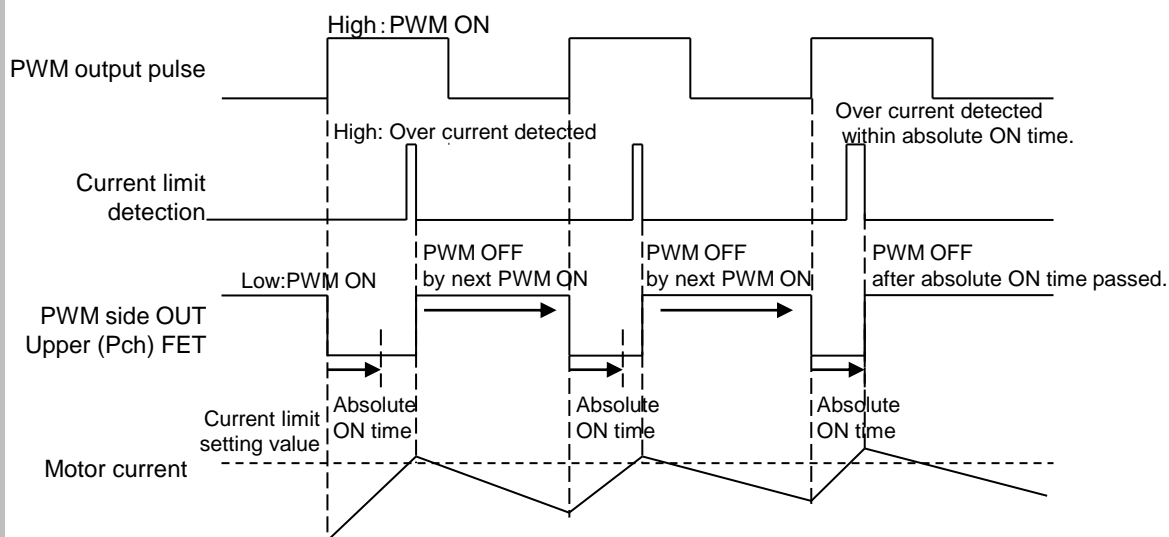 High：PWM ON
PWM output pulse
Over current detected
within absolute ON time.
High: Over current detected
Current limit
detection
PWM OFF
by next PWM ON
PWM OFF
by next PWM ON
PWM OFF
after absolute ON time passed.
Low:PWM ON
PWM side OUT
Upper (Pch) FET
Absolute
ON time
Absolute
ON time
Absolute
ON time
Current limit
setting value
Motor current